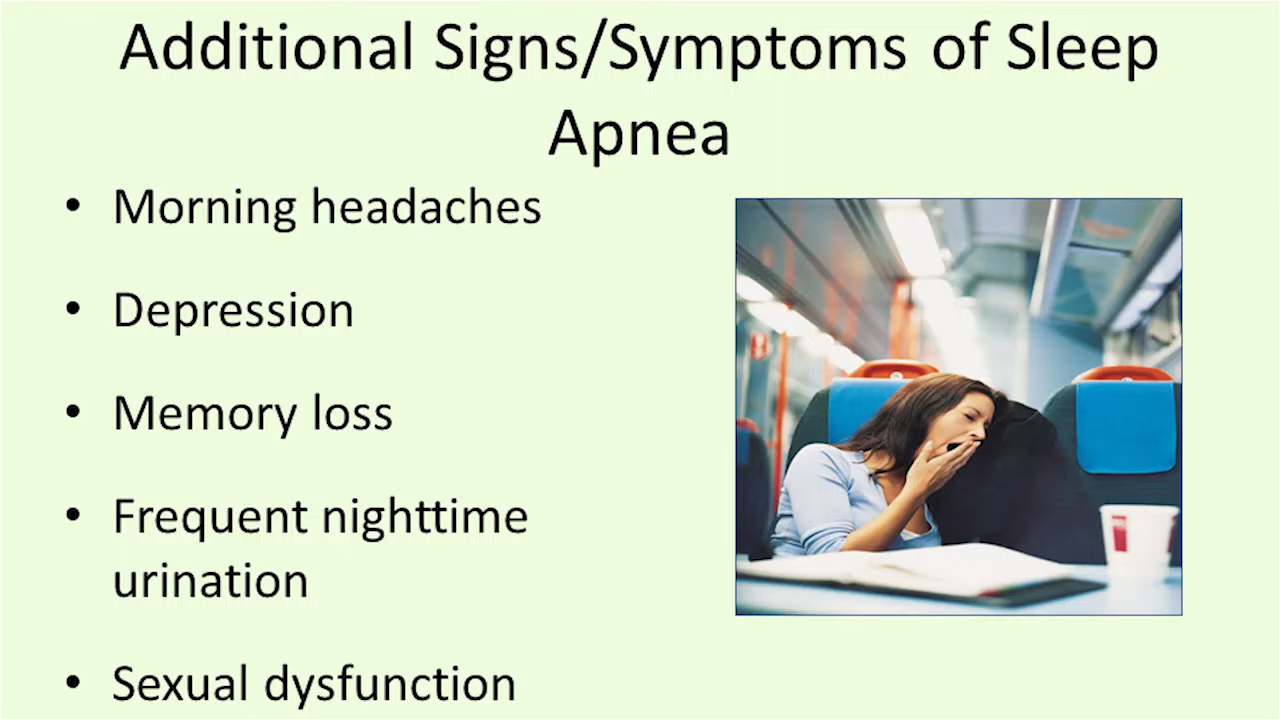 Additional Signs/Symptoms of Sleep
Apnea
• Morning headaches
• Depression
• Memory loss
• Frequent nighttime
urination
• Sexual dysfunction